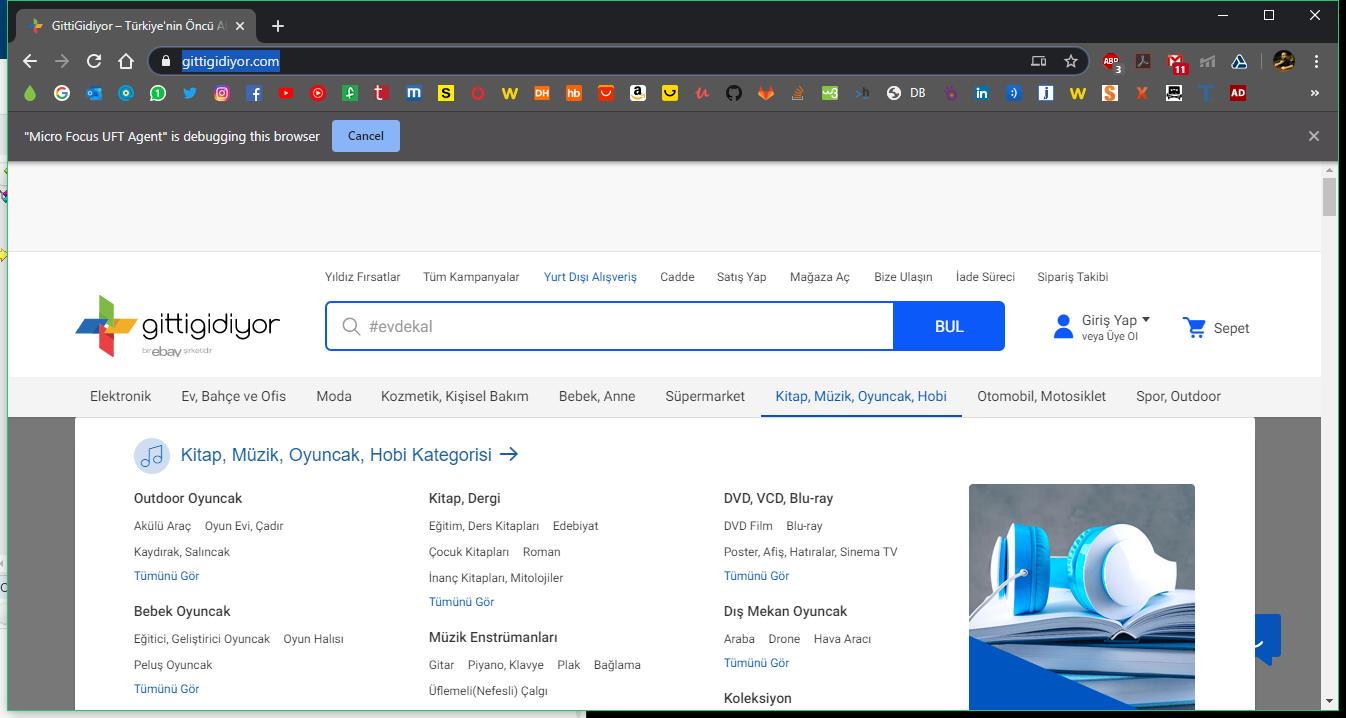 GittiGidiyor – Türkiye'nin Öncü A
gittigidiyor.com
ABP 3 11
DB
"Micro Focus UFT Agent" is debugging this browser Cancel
Yıldız Fırsatlar Tüm Kampanyalar Yurt Dışı Alışveriş Cadde Satış Yap Mağaza Aç Bize Ulaşın İade Süreci Sipariş Takibi
gittigidiyor
bir ebay şirketidir
#evdekal BUL
Giriş Yap
veya Üye Ol
Sepet
Elektronik Ev, Bahçe ve Ofis Moda Kozmetik, Kişisel Bakım Bebek, Anne Süpermarket Kitap, Müzik, Oyuncak, Hobi Otomobil, Motosiklet Spor, Outdoor
Kitap, Müzik, Oyuncak, Hobi Kategorisi
Outdoor Oyuncak
Akülü Araç Oyun Evi, Çadır
Kaydırak, Salıncak
Tümünü Gör
Bebek Oyuncak
Eğitici, Geliştirici Oyuncak Oyun Halısı
Peluş Oyuncak
Tümünü Gör
Kitap, Dergi
Eğitim, Ders Kitapları Edebiyat
Çocuk Kitapları Roman
İnanç Kitapları, Mitolojiler
Tümünü Gör
Müzik Enstrümanları
Gitar Piyano, Klavye Plak Bağlama
Üflemeli(Nefesli) Çalgı
DVD, VCD, Blu-ray
DVD Film Blu-ray
Poster, Afiş, Hatıralar, Sinema TV
Tümünü Gör
Dış Mekan Oyuncak
Araba Drone Hava Aracı
Tümünü Gör
Koleksiyon